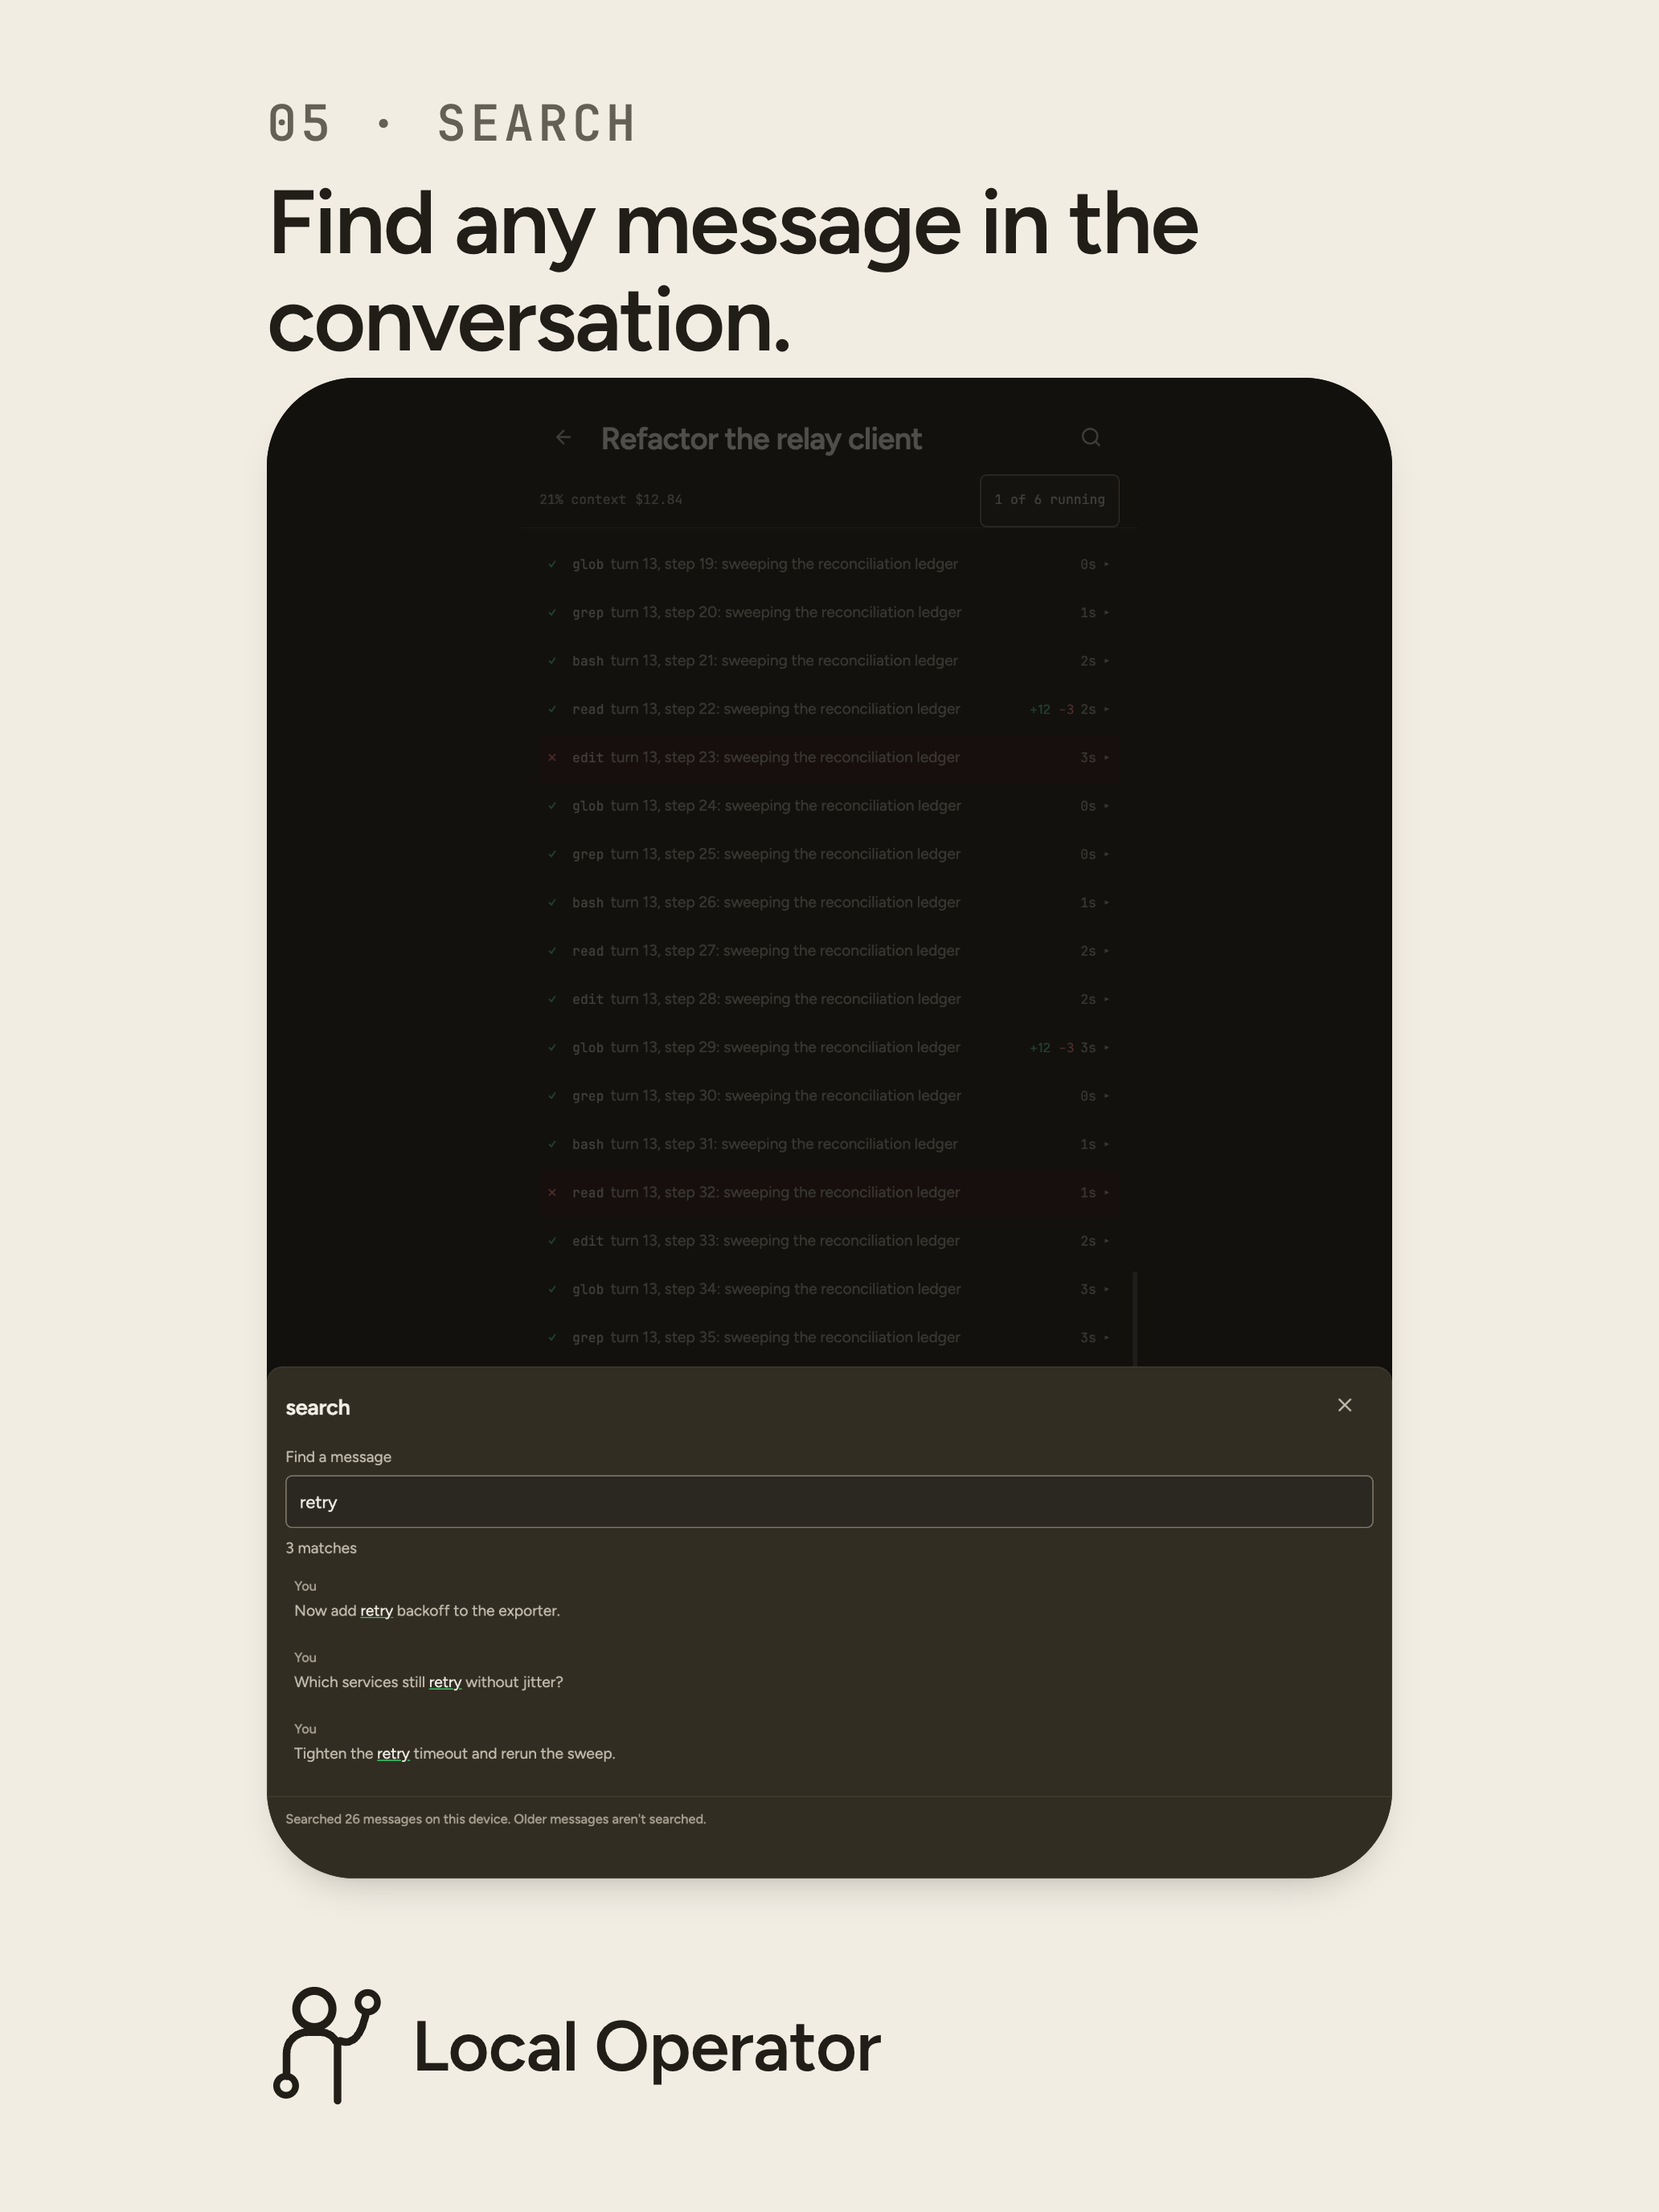 05 · SEARCH
Find any message in the
conversation.
Refactor the relay client
21% context $12.84
1 of 6 running
glob turn 13, step 19: sweeping the reconciliation ledger 0s
grep turn 13, step 20: sweeping the reconciliation ledger 1s
bash turn 13, step 21: sweeping the reconciliation ledger 2s
read turn 13, step 22: sweeping the reconciliation ledger +12 -3 2s
edit turn 13, step 23: sweeping the reconciliation ledger 3s
glob turn 13, step 24: sweeping the reconciliation ledger 0s
grep turn 13, step 25: sweeping the reconciliation ledger 0s
bash turn 13, step 26: sweeping the reconciliation ledger 1s
read turn 13, step 27: sweeping the reconciliation ledger 2s
edit turn 13, step 28: sweeping the reconciliation ledger 2s
glob turn 13, step 29: sweeping the reconciliation ledger +12 -3 3s
grep turn 13, step 30: sweeping the reconciliation ledger 0s
bash turn 13, step 31: sweeping the reconciliation ledger 1s
read turn 13, step 32: sweeping the reconciliation ledger 1s
edit turn 13, step 33: sweeping the reconciliation ledger 2s
glob turn 13, step 34: sweeping the reconciliation ledger 3s
grep turn 13, step 35: sweeping the reconciliation ledger 3s
search
Find a message
retry
3 matches
You
Now add retry backoff to the exporter.
You
Which services still retry without jitter?
You
Tighten the retry timeout and rerun the sweep.
Searched 26 messages on this device. Older messages aren't searched.
Local Operator